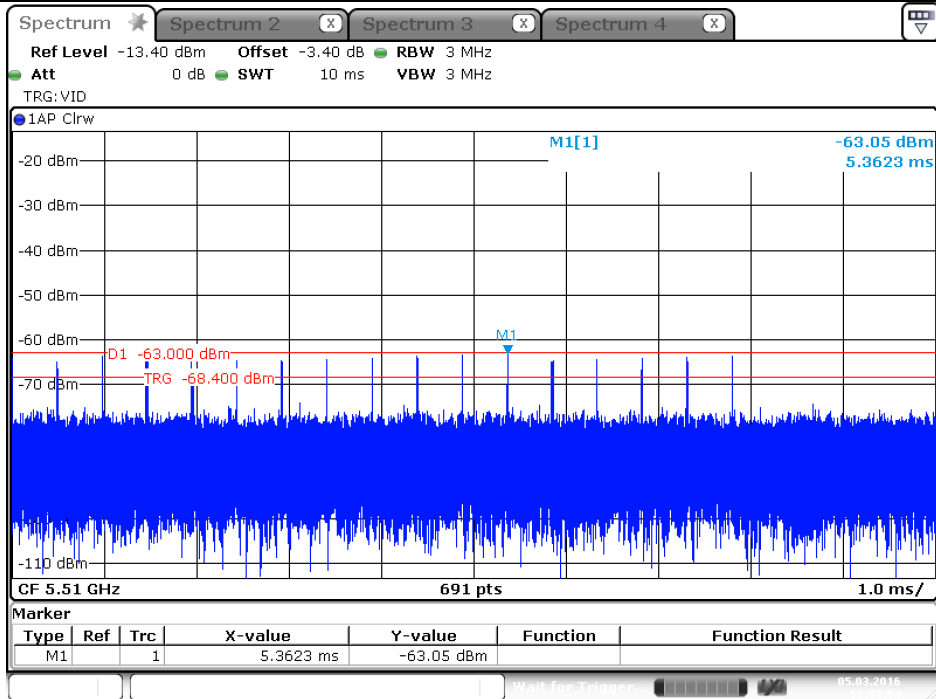 Spectrum Spectrum 2 X Spectrum 3 X Spectrum 4 X
Ref Level -13.40 dBm Offset -3.40 dB RBW 3 MHz
Att 0 dB SWT 10 ms VBW 3 MHz
TRG:VID
1AP Clrw
M1[1] -63.05 dBm
5.3623 ms
-20 dBm
-30 dBm
-40 dBm
-50 dBm
-60 dBm
M1
D1 -63.000 dBm
TRG -68.400 dBm
-70 dBm
-110 dBm
CF 5.51 GHz 691 pts 1.0 ms/
Marker
Type Ref Trc X-value Y-value Function Function Result
M1 1 5.3623 ms -63.05 dBm
Wait for Trigger... 05.03.2016